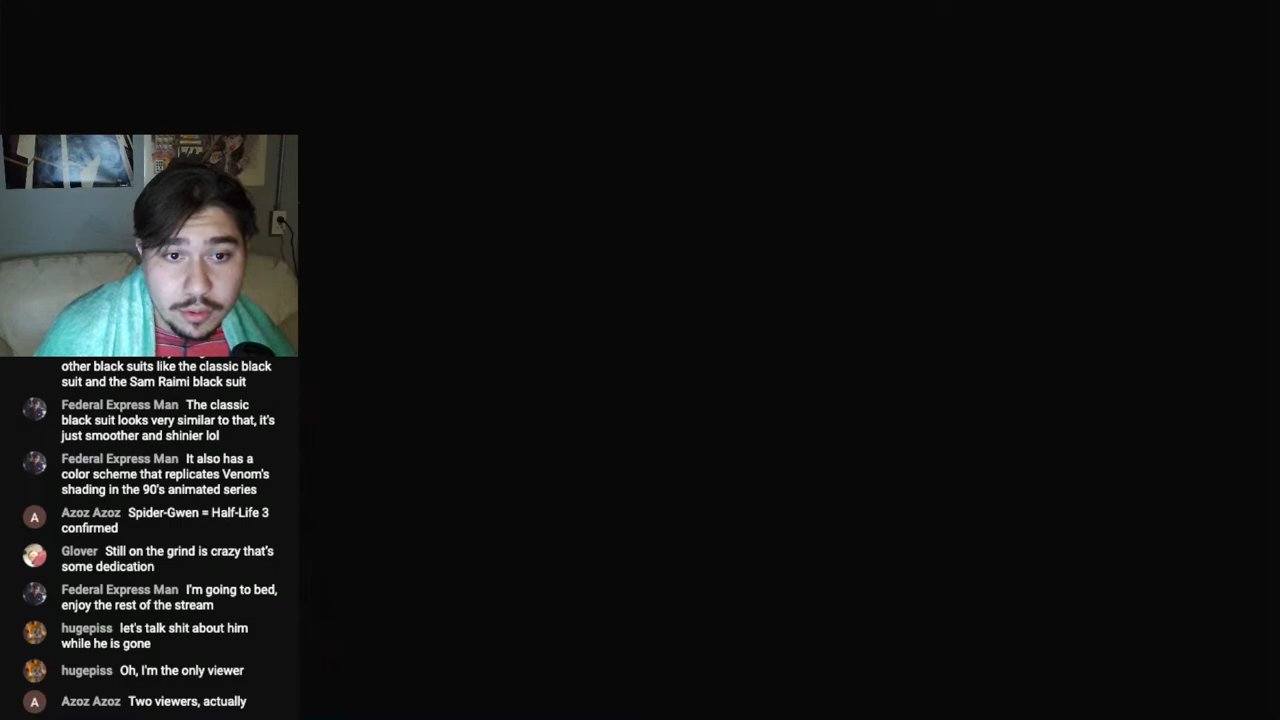 other black suits like the classic black
suit and the Sam Raimi black suit
Federal Express Man The classic
black suit looks very similar to that, it's
just smoother and shinier lol
Federal Express Man It also has a
color scheme that replicates Venom's
shading in the 90's animated series
A Azoz Azoz Spider-Gwen = Half-Life 3
confirmed
Glover Still on the grind is crazy that's
some dedication
Federal Express Man I'm going to bed,
enjoy the rest of the stream
hugepiss let's talk shit about him
while he is gone
hugepiss Oh, I'm the only viewer
A Azoz Azoz Two viewers, actually